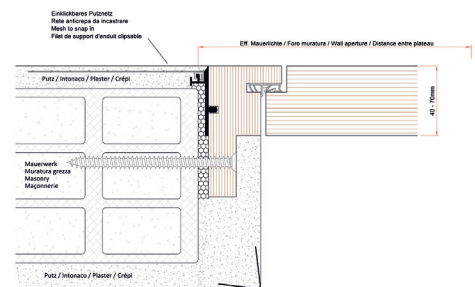 Einklickbares Putznetz
Rete anticrepa da incastrare
Mesh to snap in
Filet de support d'enduit clipsable
Eff. Mauerlichte / Foro muratura / Wall aperture / Distance entre plateau
Putz / Intonaco / Plaster / Crépi
40 - 70mm
Mauerwerk
Muratura grezza
Masonry
Maçonnerie
Putz / Intonaco / Plaster / Crépi